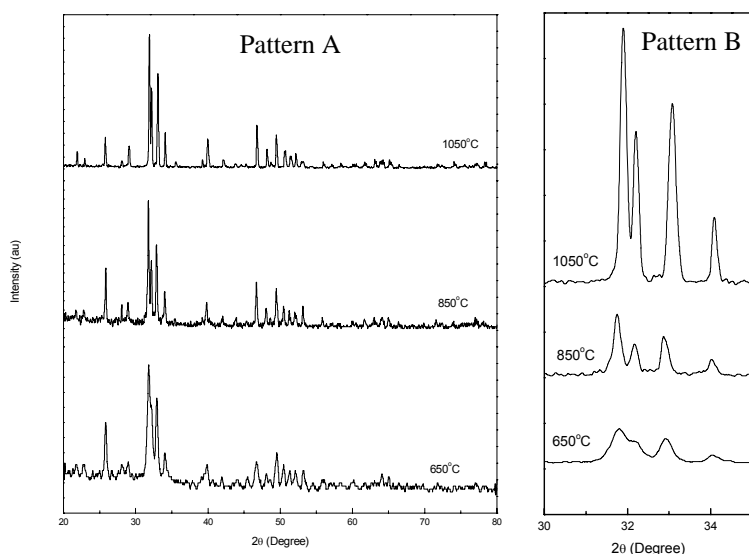 Pattern A
1050°C
850°C
650°C
Intensity (au)
20 30 40 50 60 70 80
2θ (Degree)
Pattern B
1050°C
850°C
650°C
30 32 34
2θ (Degree)